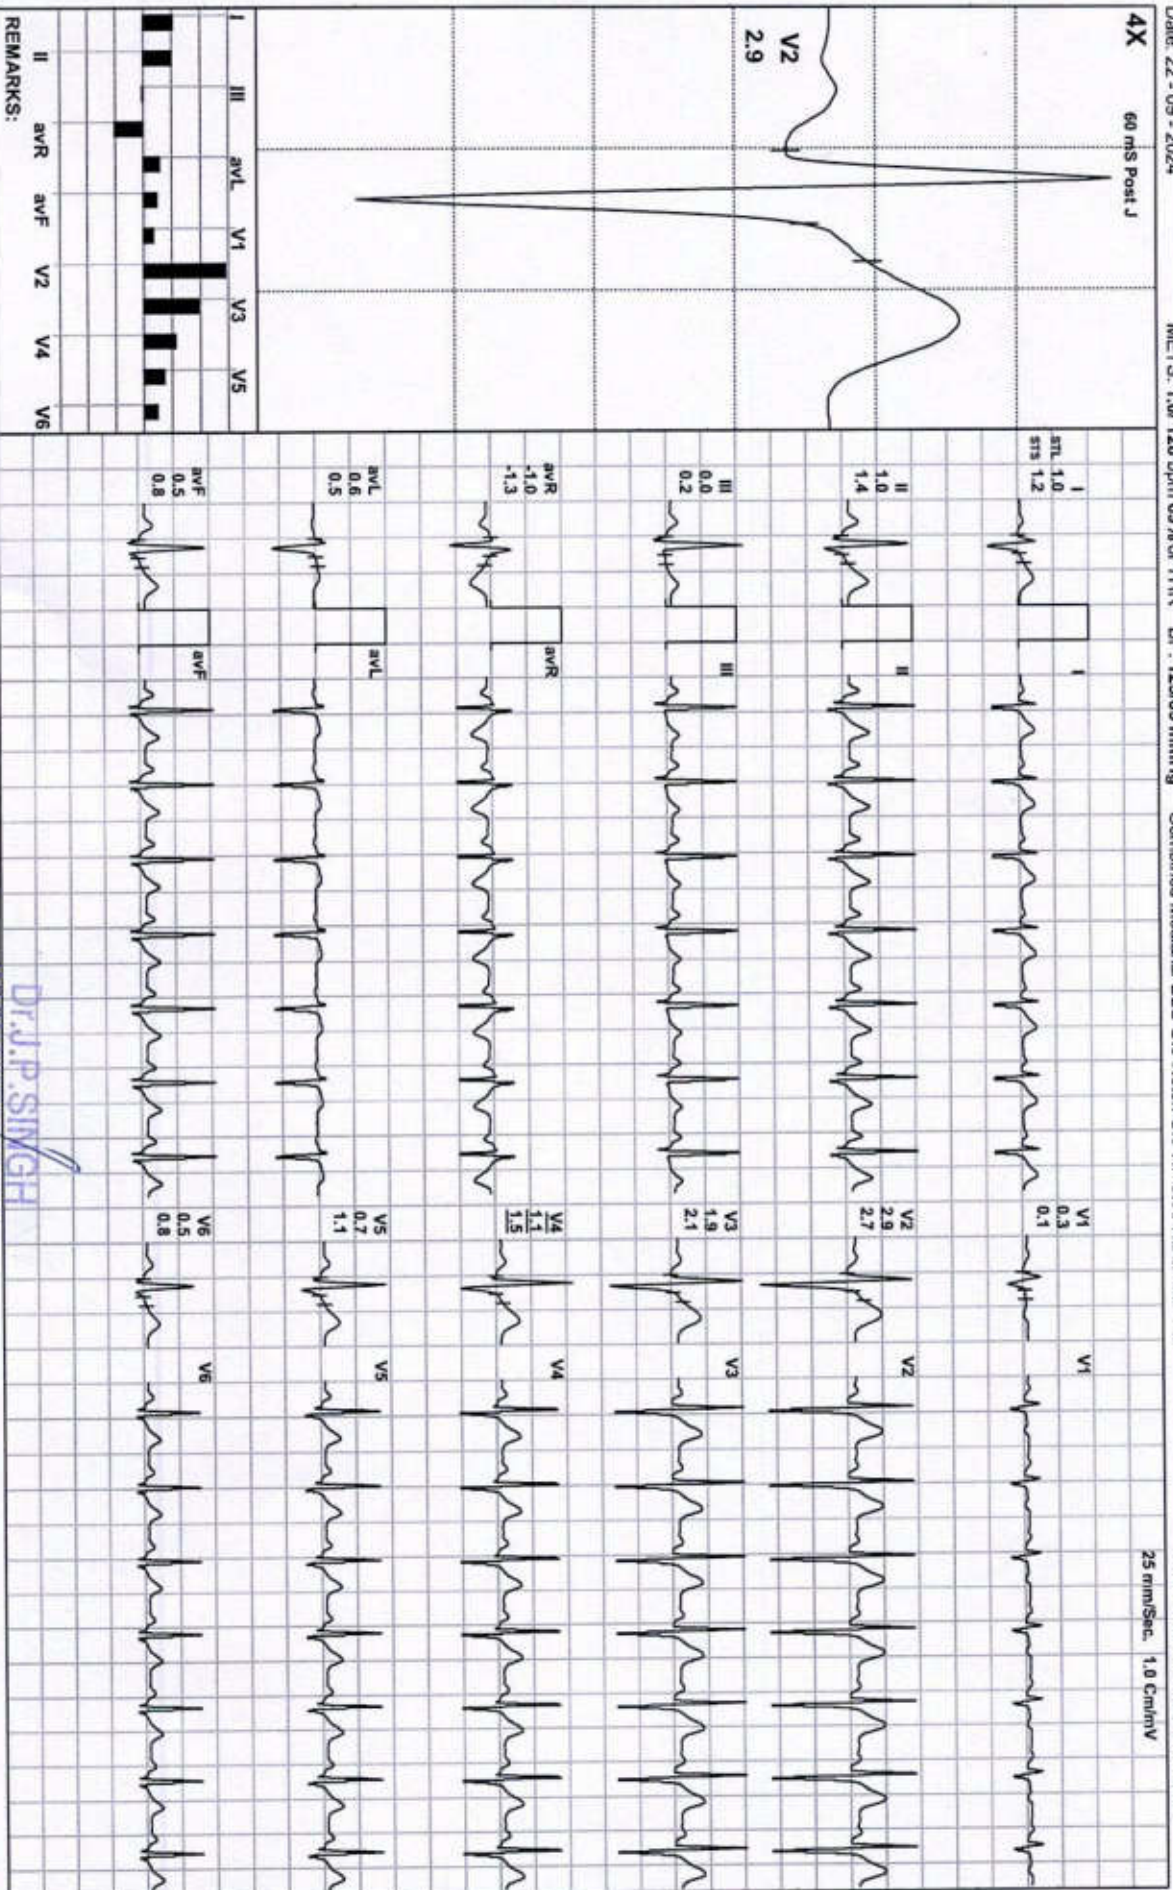 4X
60 mS Post J
25 mm/Sec. 1.0 Cm/mV
V2
2.9
I
STL 1.0
STS 1.2
I
II
1.0
1.4
II
III
0.0
0.2
III
avR
-1.0
-1.3
avR
avL
0.6
0.5
avL
avF
0.5
0.8
avF
V1
0.3
0.1
V1
V2
2.9
2.7
V2
V3
1.9
2.1
V3
V4
1.1
1.5
V4
V5
0.7
1.1
V5
V6
0.5
0.8
V6
I III avL V1 V3 V5
II avR avF V2 V4 V6
REMARKS:
Dr.J.P.SINGH